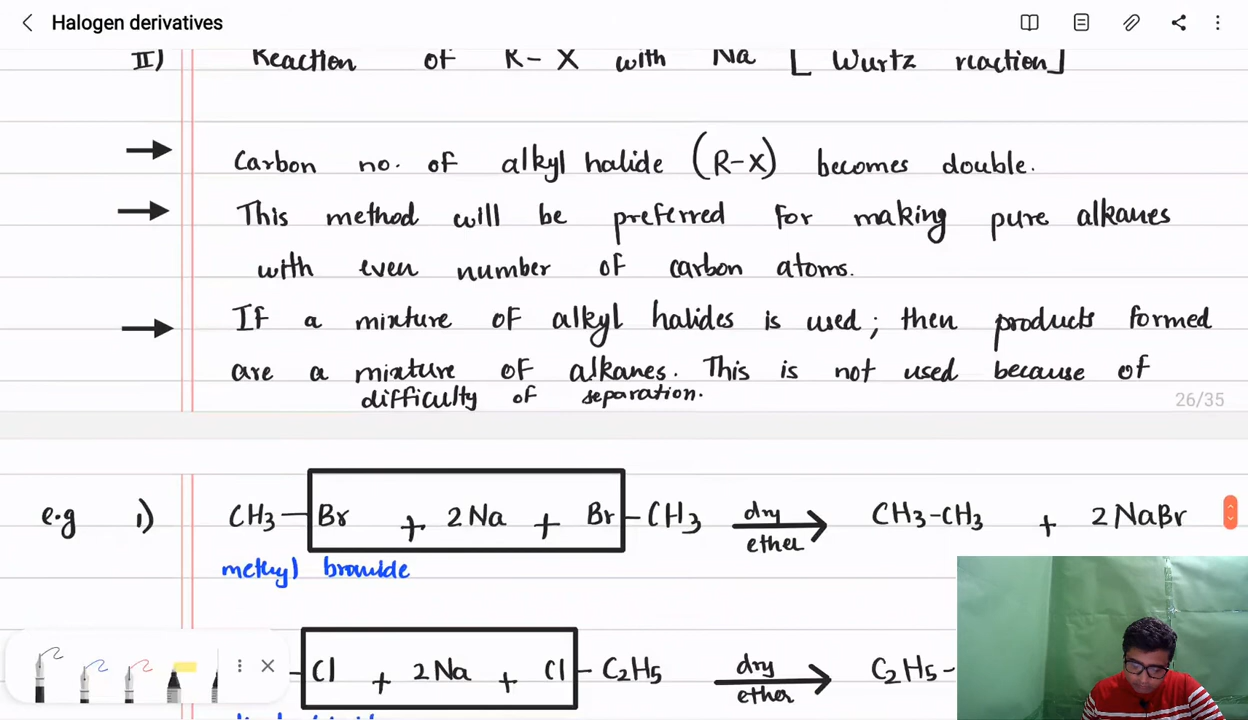 Halogen derivatives
II) Reaction of R-X with Na [Wurtz reaction]
→ Carbon no. of alkyl halide (R-X) becomes double.
→ This method will be preferred for making pure alkanes
with even number of carbon atoms.
→ If a mixture of alkyl halides is used; then products formed
are a mixture of alkanes. This is not used because of
difficulty of separation.
26/35
e.g i) CH3-Br + 2Na + Br-CH3 dry ether → CH3-CH3 + 2NaBr
methyl bromide
-Cl + 2Na + Cl-C2H5 dry ether → C2H5-